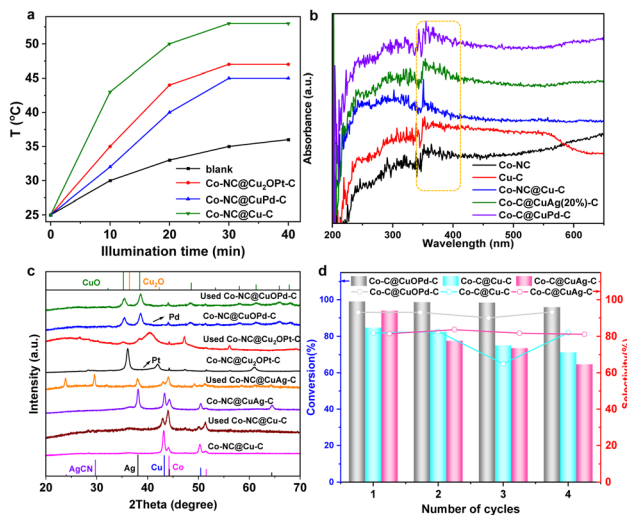 a
T (°C)
55
50
45
40
35
30
25
blank
Co-NC@Cu₂OPt-C
Co-NC@CuPd-C
Co-NC@Cu-C
0 10 20 30 40
Illumination time (min)
b
Absorbance (a.u.)
Co-NC
Cu-C
Co-NC@Cu-C
Co-C@CuAg(20%)-C
Co-C@CuPd-C
200 300 400 500 600
Wavelength (nm)
c
Intensity (a.u.)
CuO Cu₂O
Used Co-NC@CuOPd-C
Pd Co-NC@CuOPd-C
Used Co-NC@Cu₂OPt-C
Pt Co-NC@Cu₂OPt-C
Used Co-NC@CuAg-C
Co-NC@CuAg-C
Used Co-NC@Cu-C
Co-NC@Cu-C
AgCN Ag Cu Co
20 30 40 50 60 70
2Theta (degree)
d
Conversion(%)
Co-C@CuOPd-C Co-C@Cu-C Co-C@CuAg-C
Co-C@CuOPd-C Co-C@Cu-C Co-C@CuAg-C
100 100
80 80
60 60
40 40
20 20
0 0
Selectivity(%)
1 2 3 4
Number of cycles